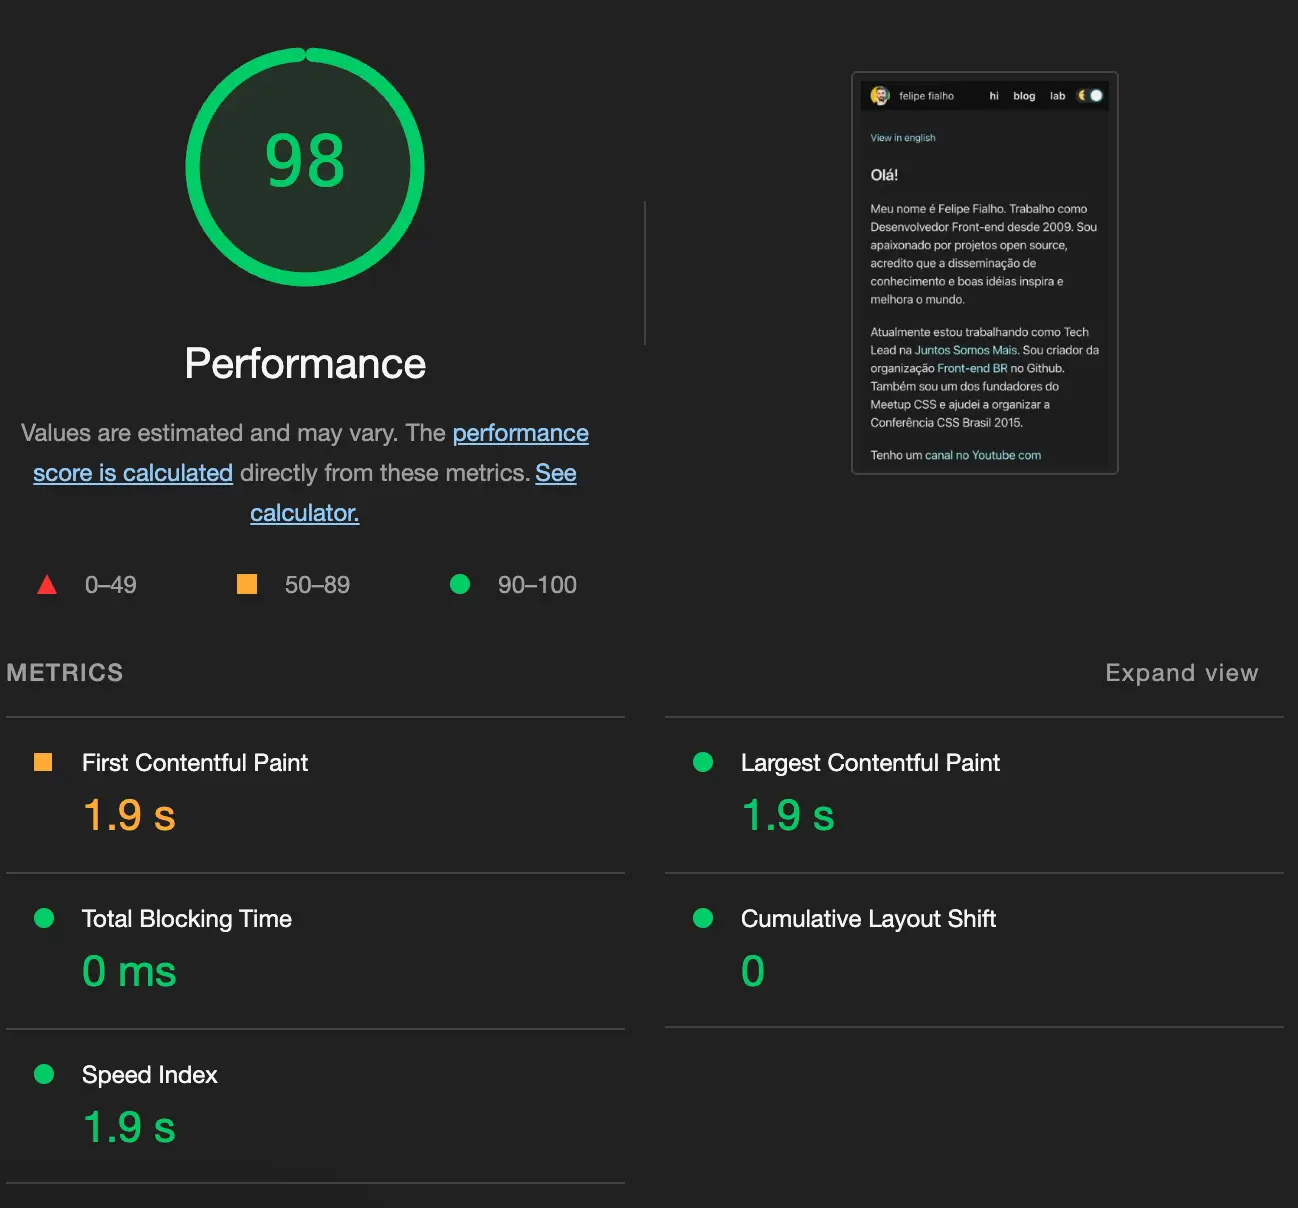 98
Performance
Values are estimated and may vary. The performance
score is calculated directly from these metrics. See
calculator.
0–49
50–89
90–100
felipe fialho
hi
blog
lab
View in english
Olá!
Meu nome é Felipe Fialho. Trabalho como
Desenvolvedor Front-end desde 2009. Sou
apaixonado por projetos open source,
acredito que a disseminação de
conhecimento e boas idéias inspira e
melhora o mundo.
Atualmente estou trabalhando como Tech
Lead na Juntos Somos Mais. Sou criador da
organização Front-end BR no Github.
Também sou um dos fundadores do
Meetup CSS e ajudei a organizar a
Conferência CSS Brasil 2015.
Tenho um canal no Youtube com
METRICS
Expand view
First Contentful Paint
1.9 s
Largest Contentful Paint
1.9 s
Total Blocking Time
0 ms
Cumulative Layout Shift
0
Speed Index
1.9 s